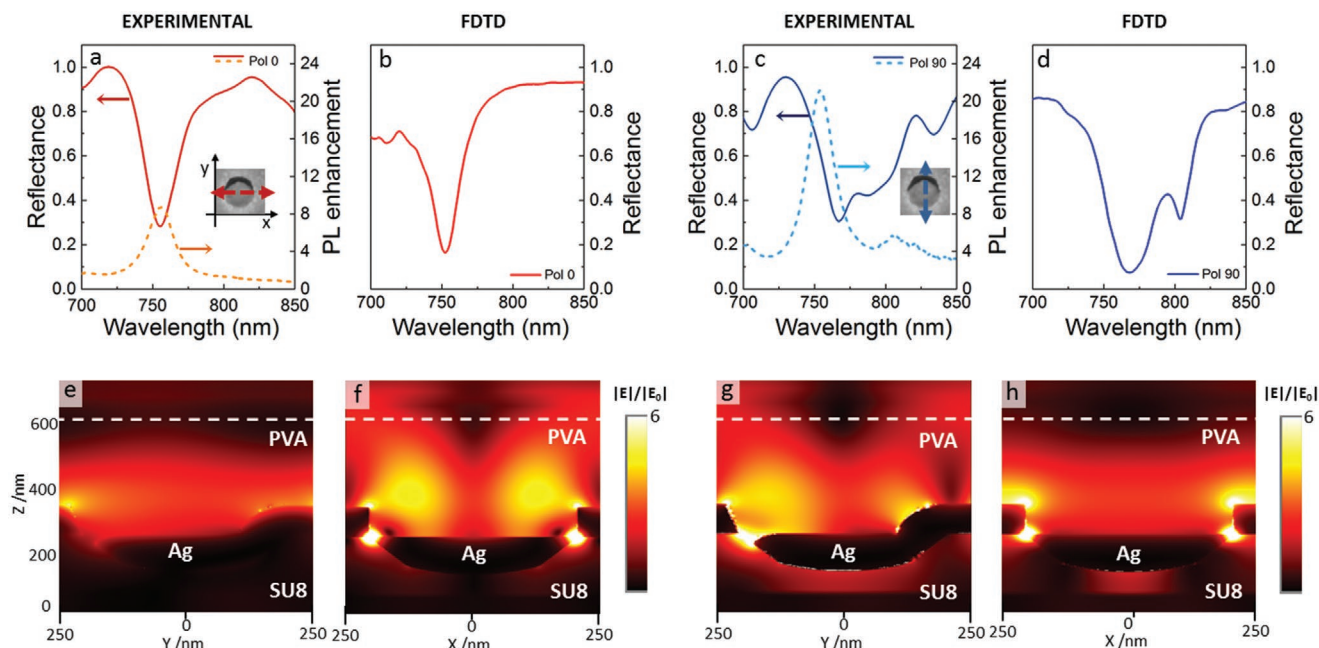 EXPERIMENTAL
FDTD
EXPERIMENTAL
FDTD
a
Pol 0
1.0
0.8
0.6
0.4
0.2
0.0
Reflectance
24
20
16
12
8
4
0
PL enhancement
y
x
700 750 800 850
Wavelength (nm)
b
Pol 0
1.0
0.8
0.6
0.4
0.2
0.0
Reflectance
700 750 800 850
Wavelength (nm)
c
Pol 90
1.0
0.8
0.6
0.4
0.2
0.0
Reflectance
24
20
16
12
8
4
0
PL enhancement
700 750 800 850
Wavelength (nm)
d
Pol 90
1.0
0.8
0.6
0.4
0.2
0.0
Reflectance
700 750 800 850
Wavelength (nm)
e
PVA
Ag
SU8
600
400
200
0
Z /nm
250 0 250
Y /nm
f
PVA
Ag
SU8
250 0 250
X /nm
|E|/|E₀|
6
g
PVA
Ag
SU8
250 0 250
Y /nm
h
PVA
Ag
SU8
250 0 250
X /nm
|E|/|E₀|
6